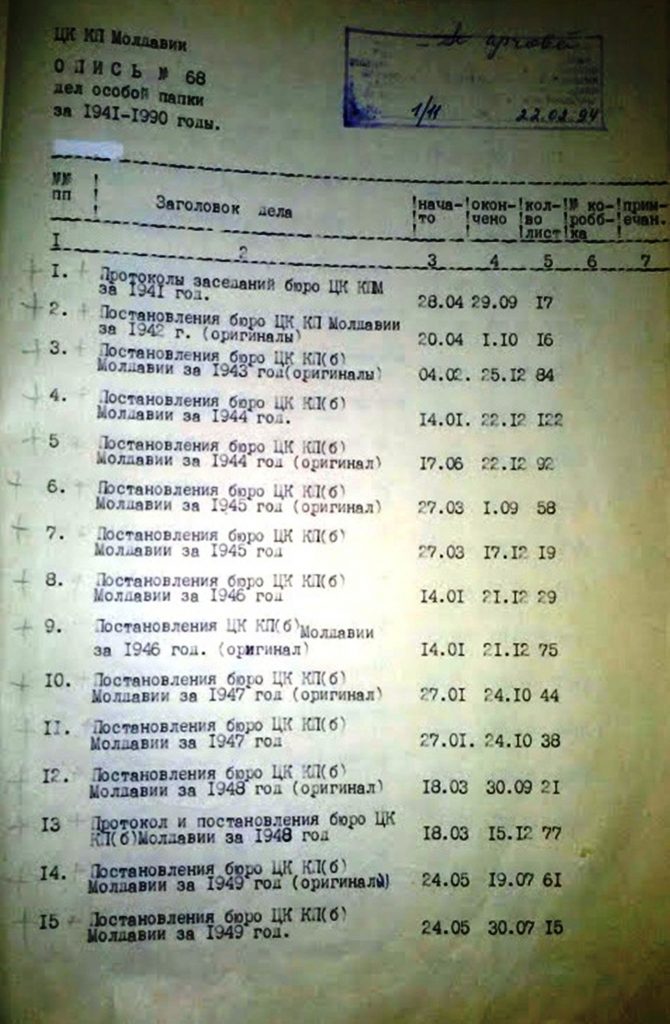 ЦК КП Молдавии
О П И С Ь № 68
дел особой папки
за 1941-1990 годы.
1/11 22.02.94
№№ пп ! Заголовок дела !нача-то !окон-чено !кол-во лист !№ ко-робб-ка !прим-ечан.
I 2 3 4 5 6 7
I. Протоколы заседаний бюро ЦК КПМ
за 1941 год. 28.04 29.09 17
2. Постановления бюро ЦК КП Молдавии
за 1942 г. (оригиналы) 20.04 I.10 16
3. Постановления бюро ЦК КП(б)
Молдавии за 1943 год(оригиналы) 04.02. 25.12 84
4. Постановления бюро ЦК КП(б)
Молдавии за 1944 год. 14.01. 22.12 122
5 Постановления бюро ЦК КП(б)
Молдавии за 1944 год (оригинал) 17.06 22.12 92
6. Постановления бюро ЦК КП(б)
Молдавии за 1945 год (оригинал) 27.03 I.09 58
7. Постановления бюро ЦК КП(б)
Молдавии за 1945 год 27.03 17.12 19
8. Постановления бюро ЦК КП(б)
Молдавии за 1946 год 14.01 21.12 29
9. Постановления ЦК КП(б) Молдавии
за 1946 год. (оригинал) 14.01 21.12 75
10. Постановления бюро ЦК КП(б)
Молдавии за 1947 год (оригинал) 27.01 24.10 44
11. Постановления бюро ЦК КП(б)
Молдавии за 1947 год 27.01. 24.10 38
12. Постановления бюро ЦК КП(б)
Молдавии за 1948 год (оригинал) 18.03 30.09 21
13 Протокол и постановления бюро ЦК
КП(б)Молдавии за 1948 год 18.03 15.12 77
14. Постановления бюро ЦК КП(б)
Молдавии за 1949 год (оригиналы) 24.05 19.07 61
15 Постановления бюро ЦК КП(б)
Молдавии за 1949 год. 24.05 30.07 15